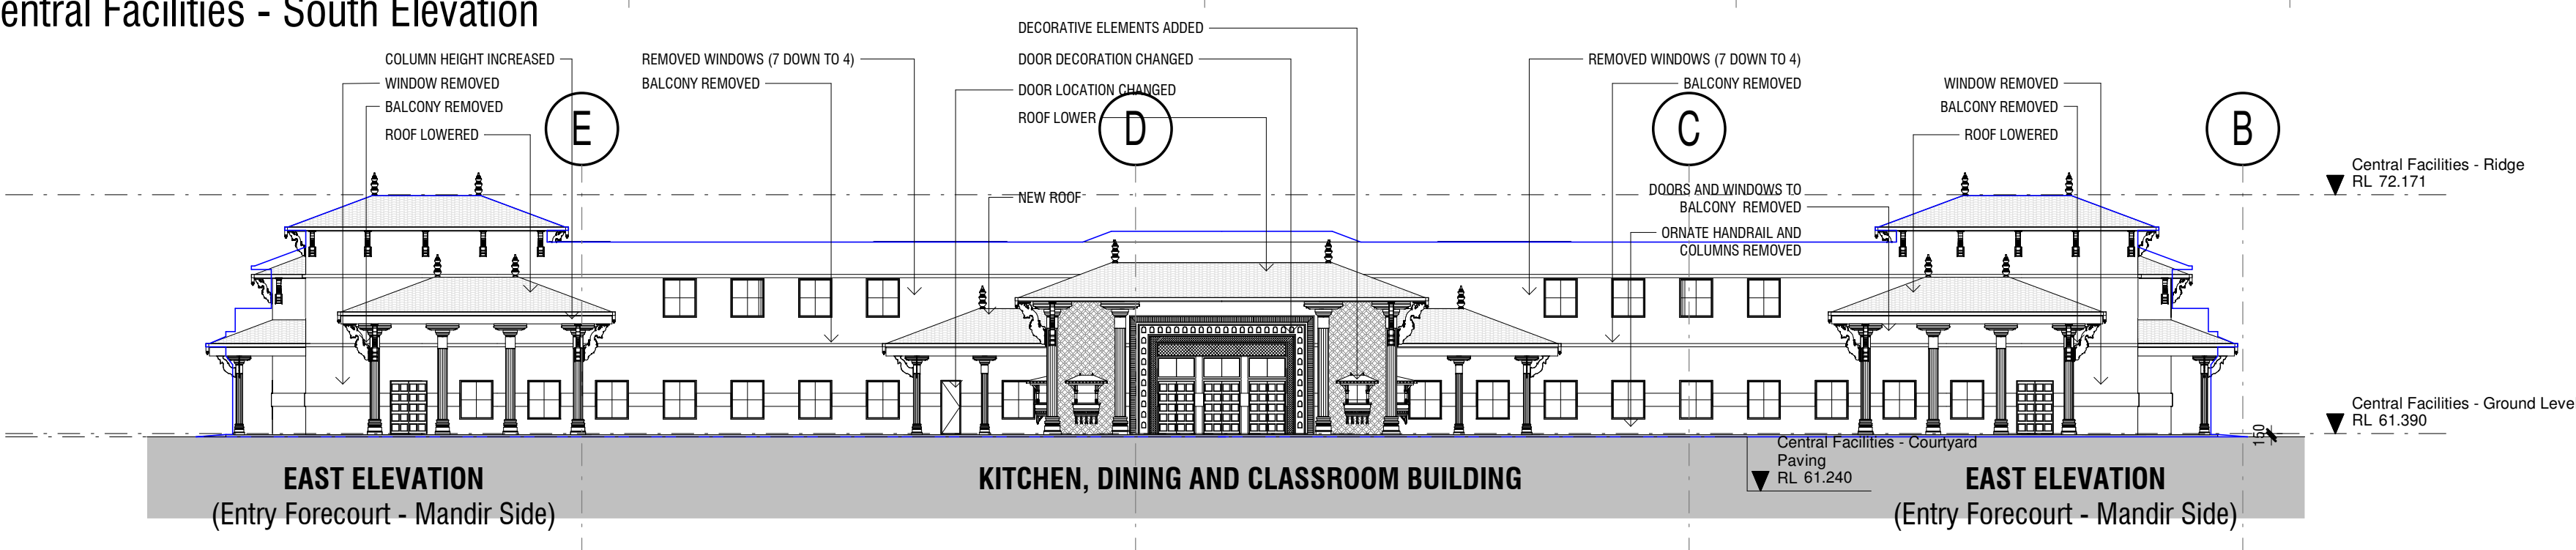 entral Facilities - South Elevation
DECORATIVE ELEMENTS ADDED
COLUMN HEIGHT INCREASED
REMOVED WINDOWS (7 DOWN TO 4)
DOOR DECORATION CHANGED
REMOVED WINDOWS (7 DOWN TO 4)
WINDOW REMOVED
BALCONY REMOVED
DOOR LOCATION CHANGED
BALCONY REMOVED
WINDOW REMOVED
BALCONY REMOVED
ROOF LOWER
BALCONY REMOVED
ROOF LOWERED
E
D
C
ROOF LOWERED
B
Central Facilities - Ridge
RL 72.171
NEW ROOF
DOORS AND WINDOWS TO
BALCONY REMOVED
ORNATE HANDRAIL AND
COLUMNS REMOVED
Central Facilities - Ground Leve
RL 61.390
150
Central Facilities - Courtyard
Paving
RL 61.240
EAST ELEVATION
(Entry Forecourt - Mandir Side)
KITCHEN, DINING AND CLASSROOM BUILDING
EAST ELEVATION
(Entry Forecourt - Mandir Side)